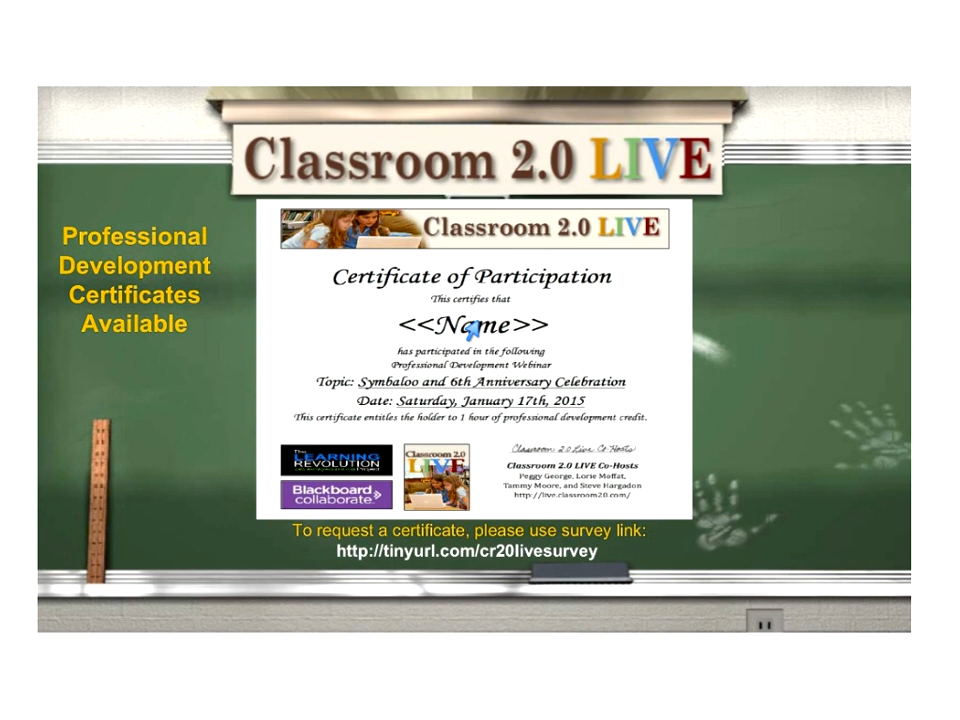 Classroom 2.0 LIVE
Professional
Development
Certificates
Available
Classroom 2.0 LIVE
Certificate of Participation
This certifies that
<<Name>>
has participated in the following
Professional Development Webinar
Topic: Symbaloo and 6th Anniversary Celebration
Date: Saturday, January 17th, 2015
This certificate entitles the holder to 1 hour of professional development credit.
The
LEARNING
REVOLUTION
Project
Blackboard
collaborate
Classroom 2.0
LIVE
Classroom 2.0 Live Co-Hosts
Classroom 2.0 LIVE Co-Hosts
Peggy George, Lorie Moffat,
Tammy Moore, and Steve Hargadon
http://live.classroom20.com/
To request a certificate, please use survey link:
http://tinyurl.com/cr20livesurvey